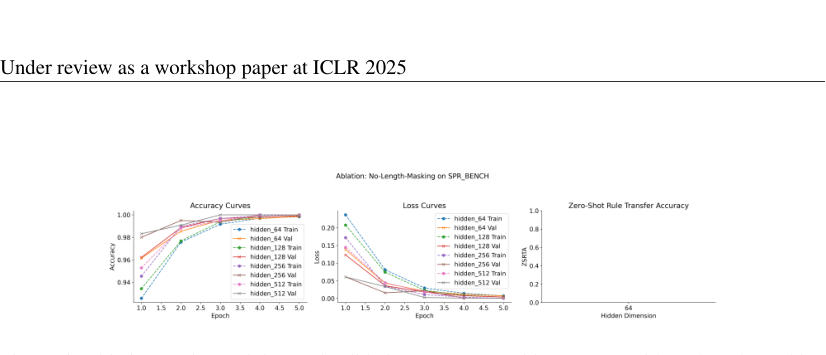 Under review as a workshop paper at ICLR 2025
Ablation: No-Length-Masking on SPR_BENCH
Accuracy Curves
Accuracy
1.00
0.98
0.96
0.94
hidden_64 Train
hidden_64 Val
hidden_128 Train
hidden_128 Val
hidden_256 Train
hidden_256 Val
hidden_512 Train
hidden_512 Val
1.0 1.5 2.0 2.5 3.0 3.5 4.0 4.5 5.0
Epoch
Loss Curves
Loss
0.20
0.15
0.10
0.05
0.00
hidden_64 Train
hidden_64 Val
hidden_128 Train
hidden_128 Val
hidden_256 Train
hidden_256 Val
hidden_512 Train
hidden_512 Val
1.0 1.5 2.0 2.5 3.0 3.5 4.0 4.5 5.0
Epoch
Zero-Shot Rule Transfer Accuracy
ZSRTA
1.0
0.8
0.6
0.4
0.2
0.0
64
Hidden Dimension